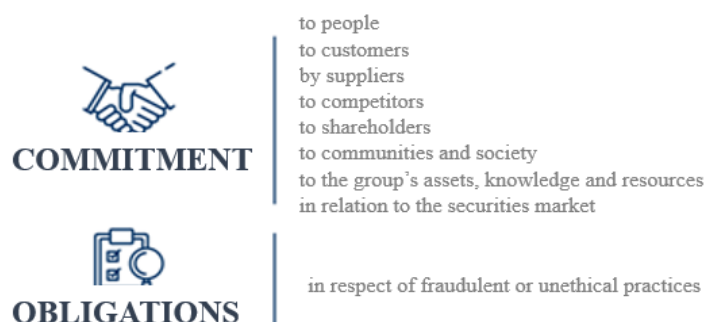 to people
to customers
by suppliers
to competitors
to shareholders
COMMITMENT
to communities and society
to the group's assets, knowledge and resources
in relation to the securities market
in respect of fraudulent or unethical practices
OBLIGATIONS